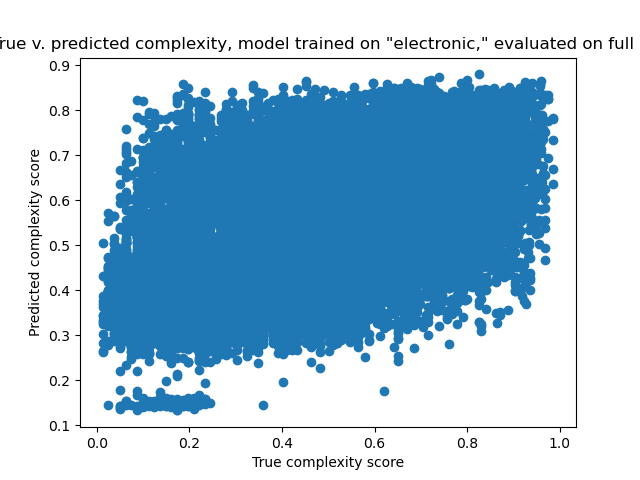 rue v. predicted complexity, model trained on "electronic," evaluated on full
0.9
0.8
0.7
0.6
0.5
0.4
0.3
0.2
0.1
Predicted complexity score
0.0 0.2 0.4 0.6 0.8 1.0
True complexity score